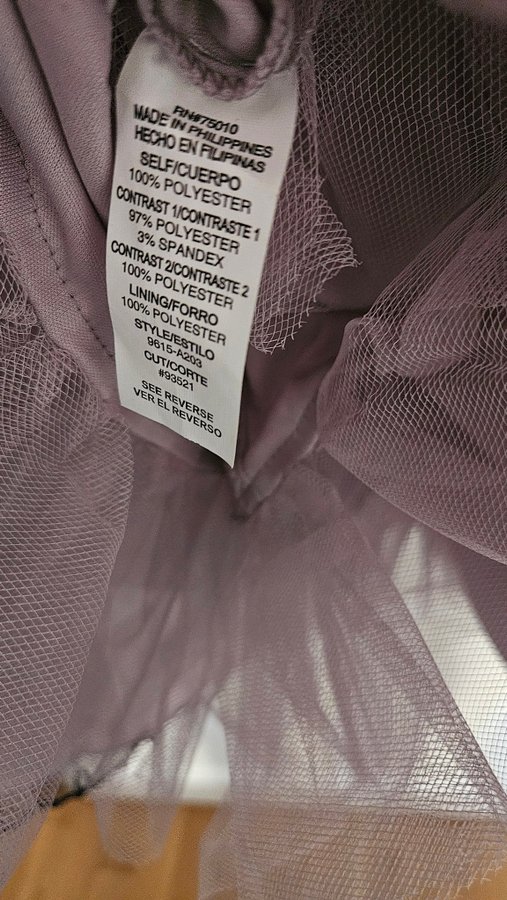 RN#75010
MADE IN PHILIPPINES
HECHO EN FILIPINAS
SELF/CUERPO
100% POLYESTER
CONTRAST 1/CONTRASTE 1
97% POLYESTER
3% SPANDEX
CONTRAST 2/CONTRASTE 2
100% POLYESTER
LINING/FORRO
100% POLYESTER
STYLE/ESTILO
9615-A203
CUT/CORTE
#93521
SEE REVERSE
VER EL REVERSO